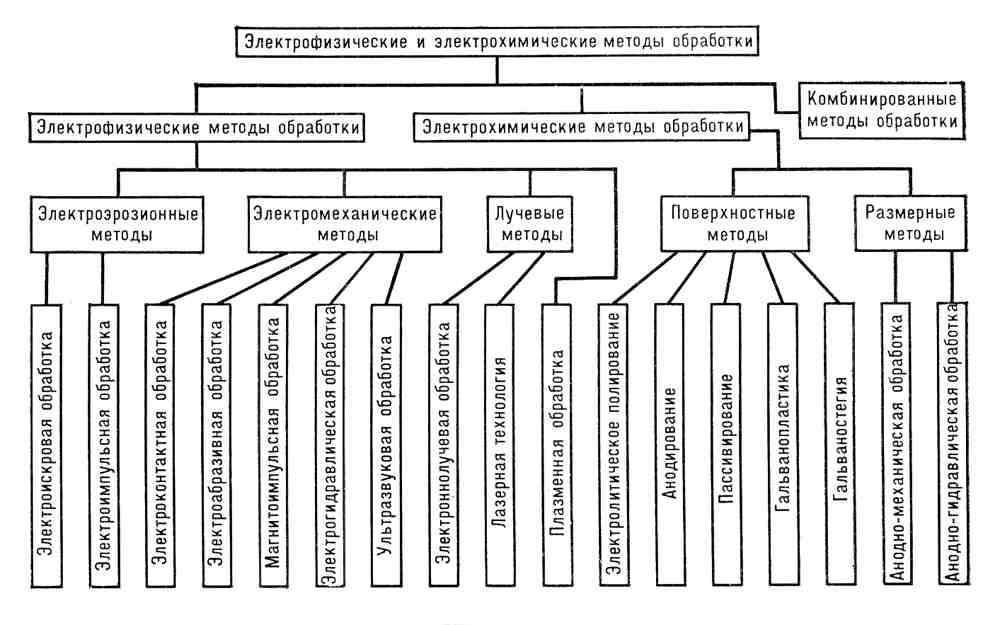 Электрофизические и электрохимические методы обработки
Комбинированные
методы обработки
Электрофизические методы обработки
Электрохимические методы обработки
Электроэрозионные
методы
Электромеханические
методы
Лучевые
методы
Поверхностные
методы
Размерные
методы
Электроискровая обработка
Электроимпульсная обработка
Электроконтактная обработка
Электроабразивная обработка
Магнитоимпульсная обработка
Электрогидравлическая обработка
Ультразвуковая обработка
Электроннолучевая обработка
Лазерная технология
Плазменная обработка
Электролитическое полирование
Анодирование
Пассивирование
Гальванопластика
Гальваностегия
Анодно-механическая обработка
Анодно-гидравлическая обработка